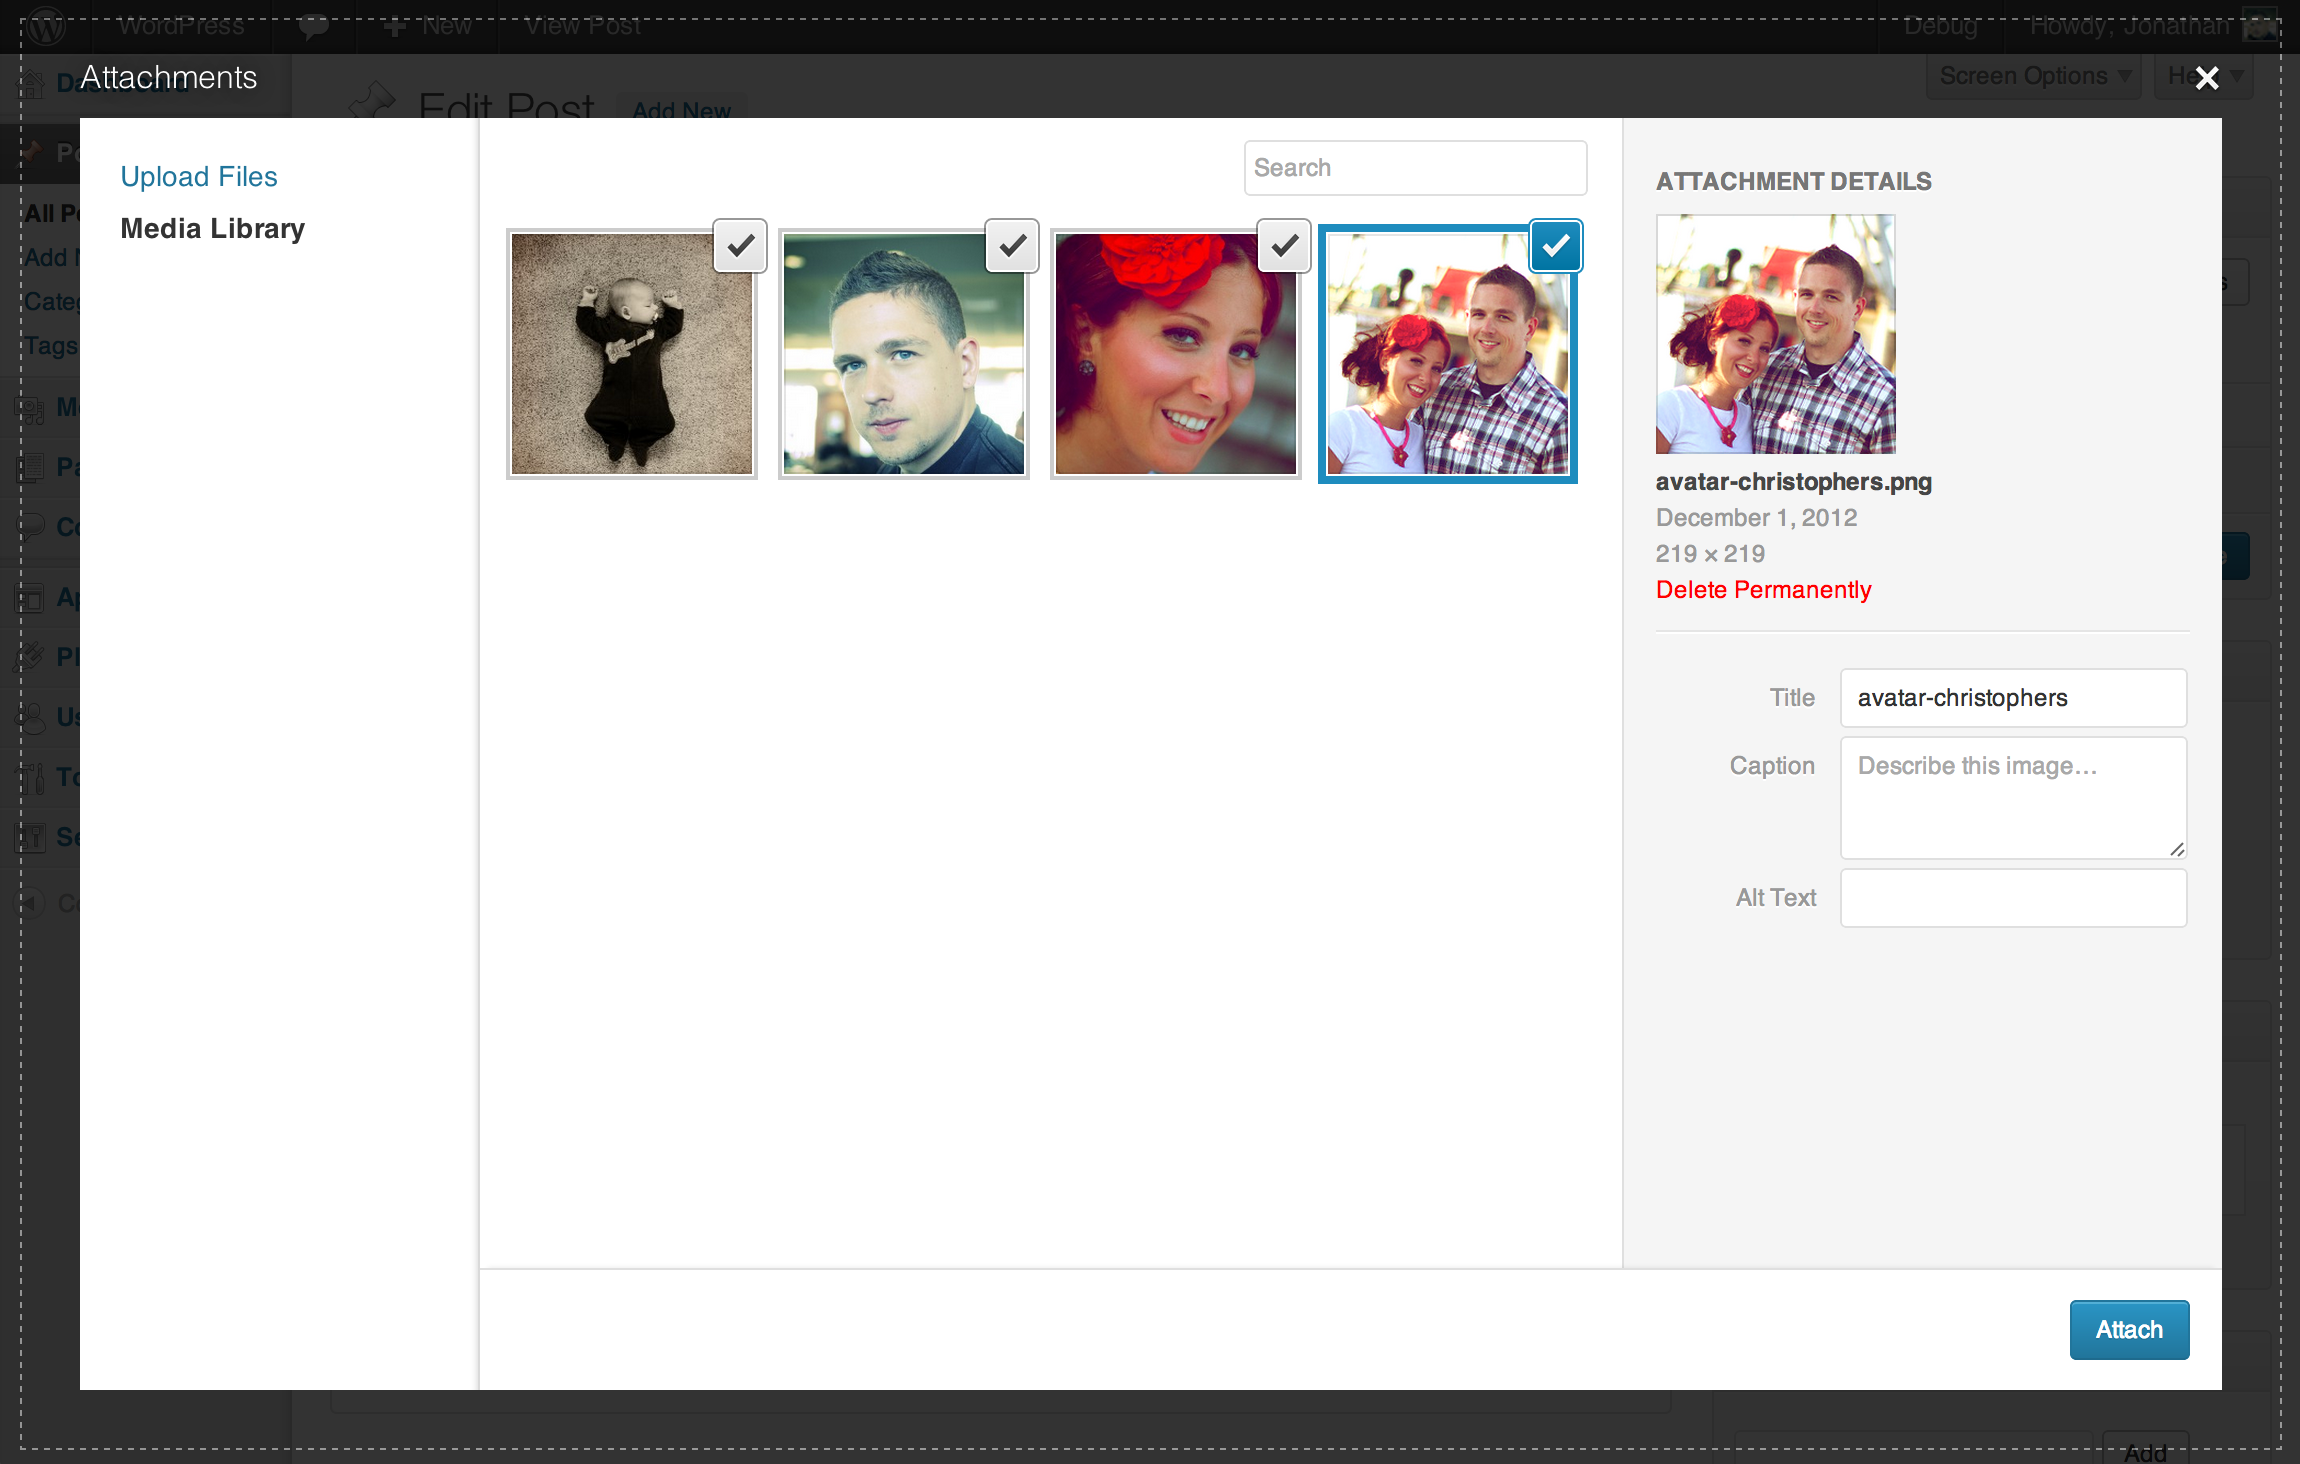 WordPress
New
View Post
Debug
Howdy, Jonathan
Attachments
Screen Options
Edit Post
Add New
Upload Files
Media Library
All
Add
Tags
Search
ATTACHMENT DETAILS
avatar-christophers.png
December 1, 2012
219 × 219
Delete Permanently
Title
avatar-christophers
Caption
Describe this image…
Alt Text
Attach
Add